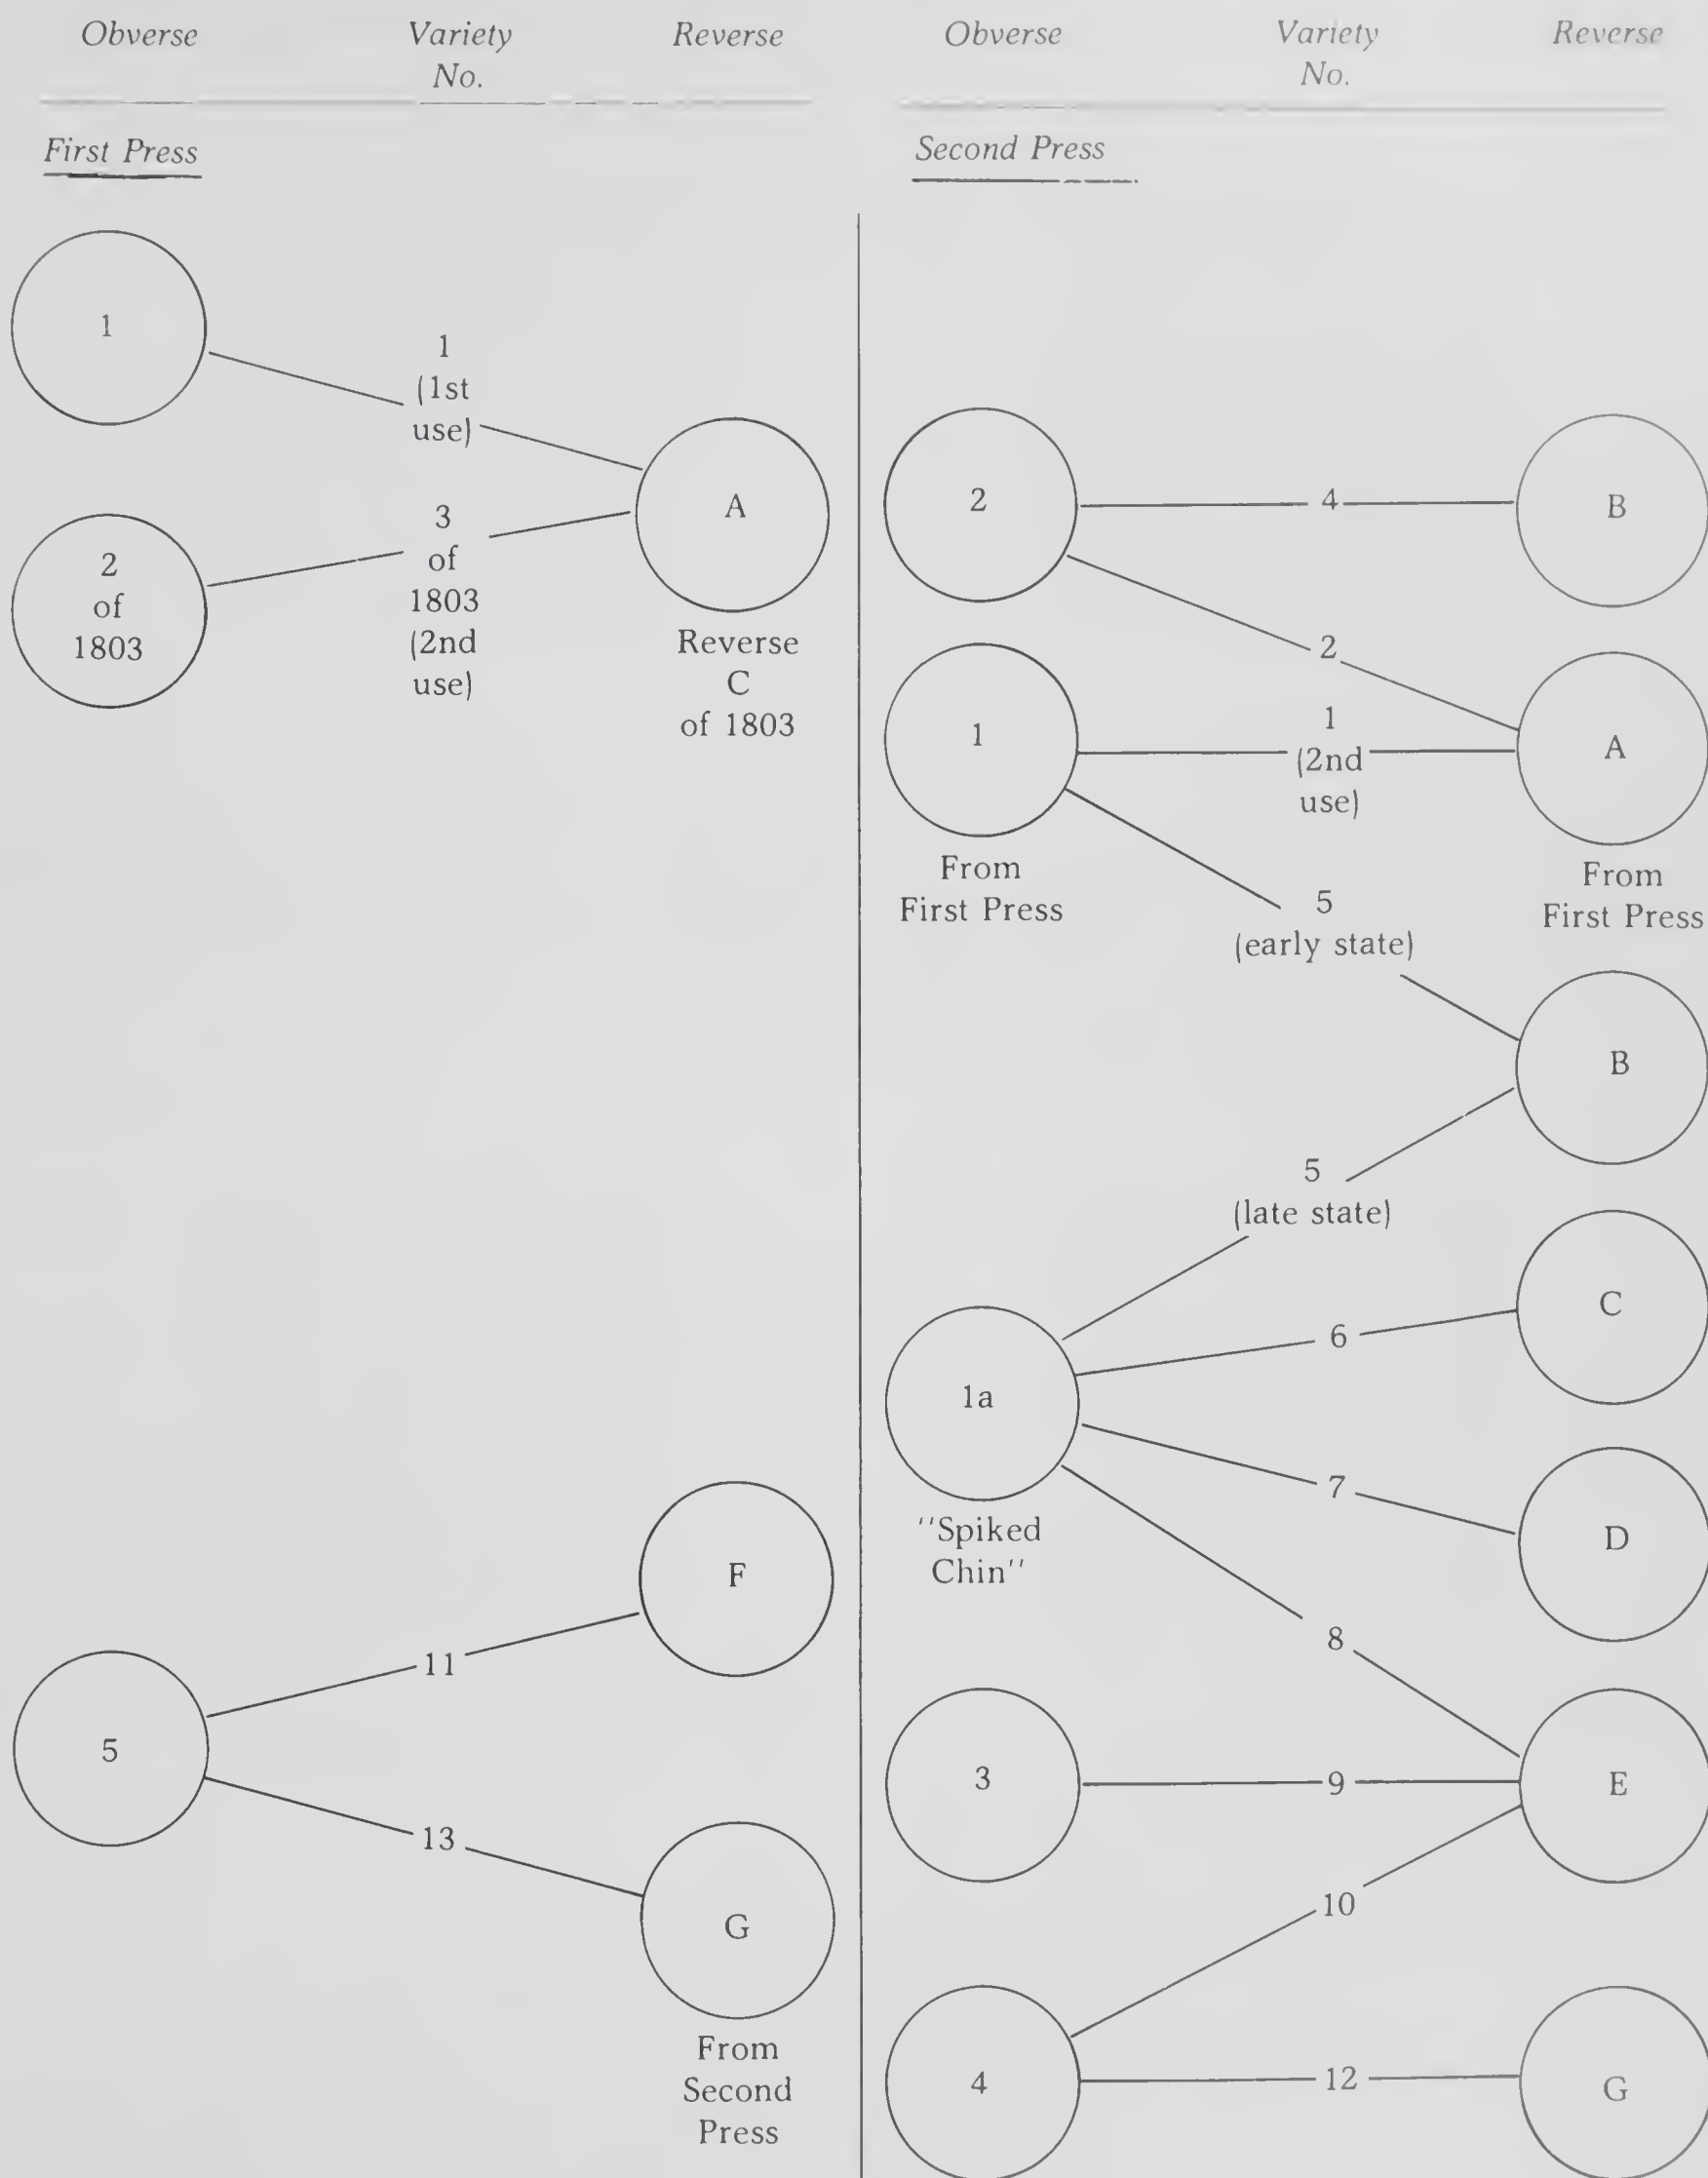 Obverse
Variety
No.
Reverse
First Press
1
1
(1st
use)
A
2
of
1803
3
of
1803
(2nd
use)
Reverse
C
of 1803
5
11
F
13
G
From
Second
Press
Obverse
Variety
No.
Reverse
Second Press
2
4
B
2
1
1
(2nd
use)
A
From
First Press
From
First Press
5
(early state)
B
5
(late state)
1a
''Spiked
Chin''
6
C
7
D
8
3
9
E
10
4
12
G